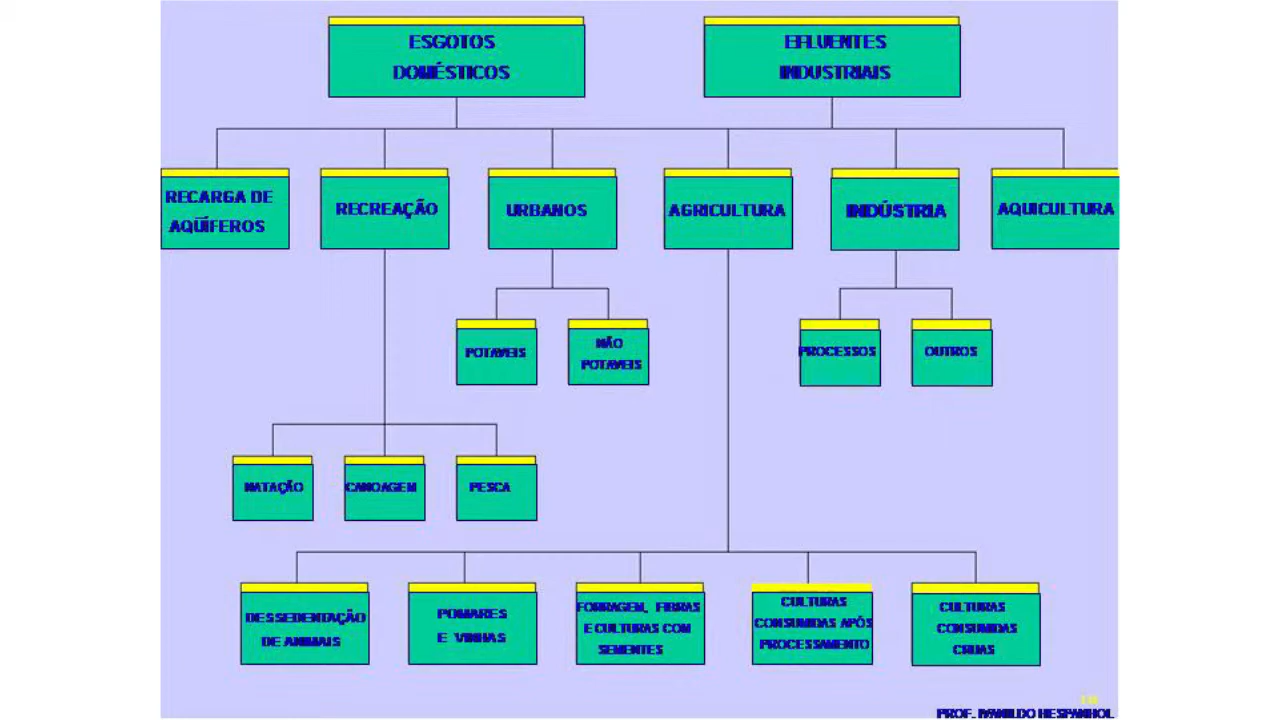 ESGOTOS
DOMÉSTICOS
EFLUENTES
INDUSTRIAIS
RECARGA DE
AQÜÍFEROS
RECREAÇÃO
URBANOS
AGRICULTURA
INDÚSTRIA
AQUICULTURA
POTAVEIS
NÃO
POTAVEIS
PROCESSOS
OUTROS
NATAÇÃO
CANOAGEM
PESCA
DESSEDENTAÇÃO
DE ANIMAIS
POMARES
E VINHAS
FORRAGEM, FIBRAS
E CULTURAS COM
SEMENTES
CULTURAS
CONSUMIDAS APÓS
PROCESSAMENTO
CULTURAS
CONSUMIDAS
CRUAS
PROF. IVANILDO HESPANHOL